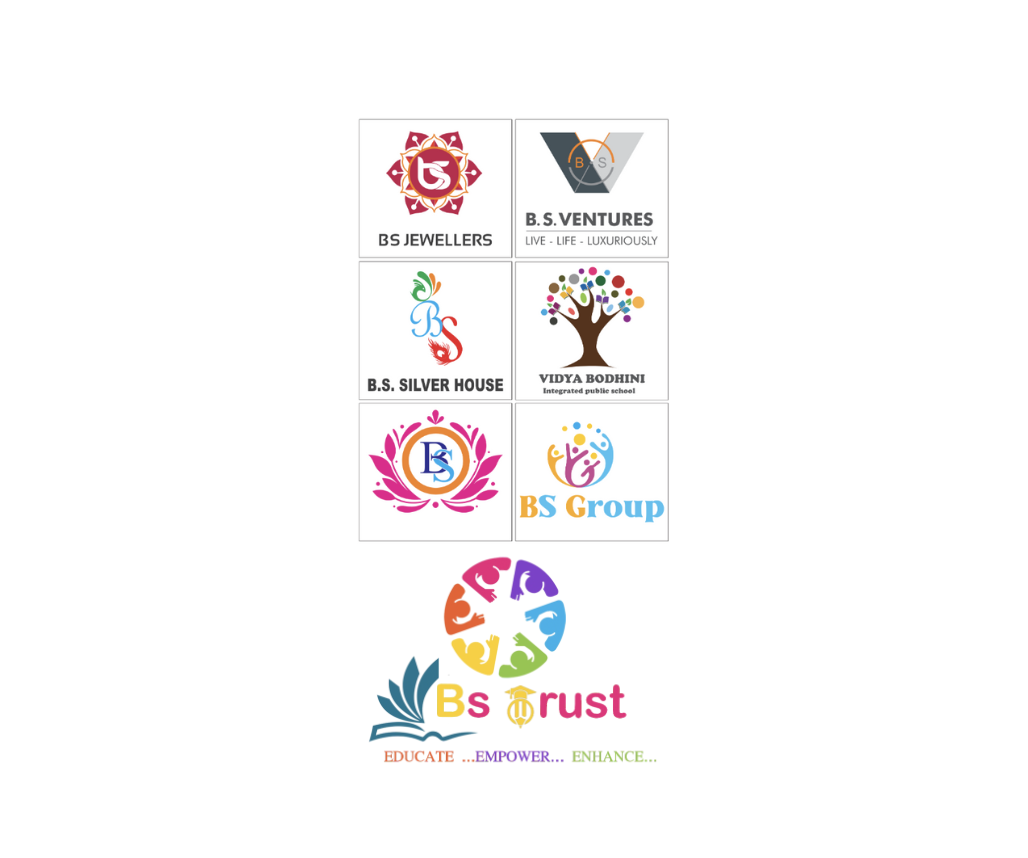 BS
BS JEWELLERS
B S
B.S. VENTURES
LIVE - LIFE - LUXURIOUSLY
BS
B.S. SILVER HOUSE
VIDYA BODHINI
Integrated public school
BS
BS Group
Bs Trust
EDUCATE ...EMPOWER... ENHANCE...